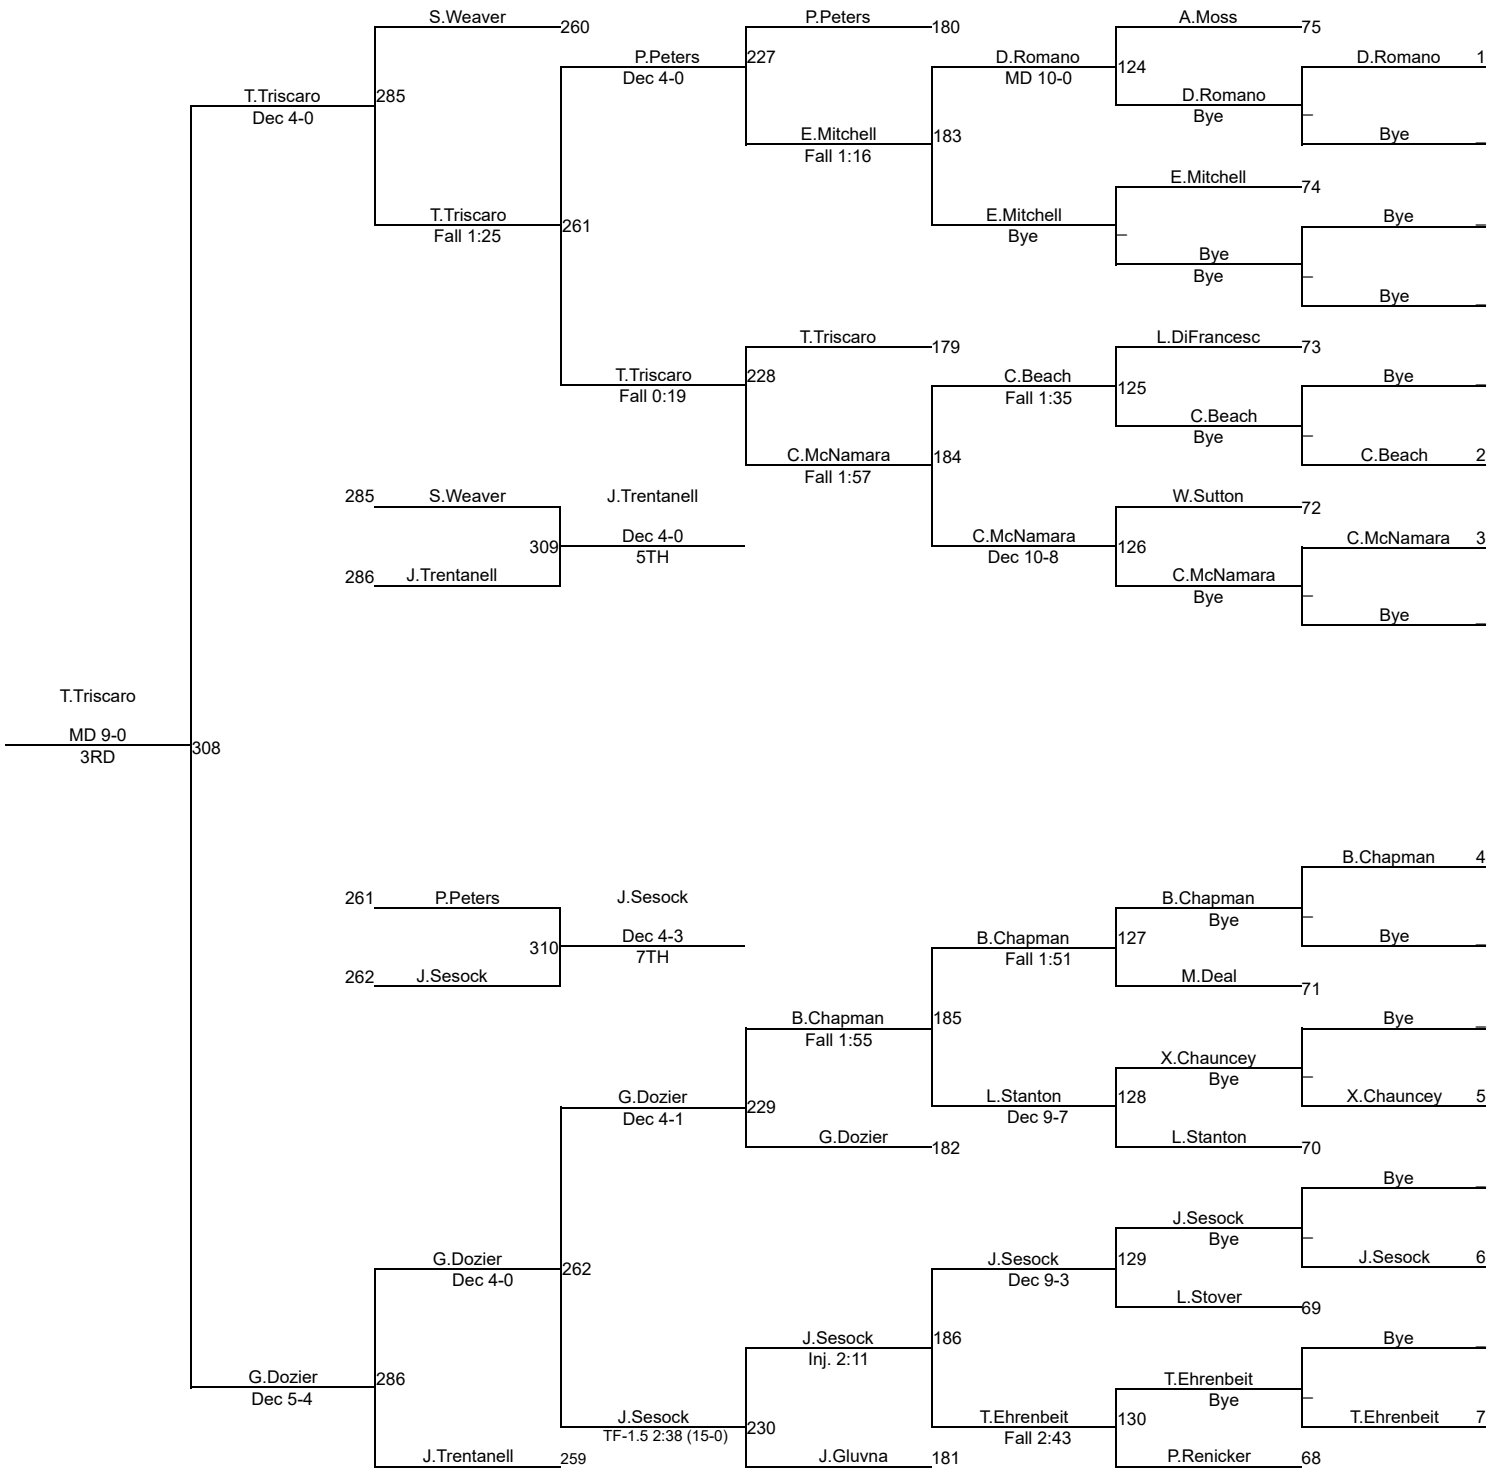 S.Weaver P.Peters A.Moss
260 180 75
P.Peters 227 D.Romano D.Romano 1
Dec 4-0 MD 10-0 124
T.Triscaro 285 D.Romano
Dec 4-0 Bye
E.Mitchell 183 Bye
Fall 1:16
E.Mitchell 74
T.Triscaro 261 E.Mitchell Bye
Fall 1:25 Bye
Bye
Bye
Bye
T.Triscaro 179 L.DiFrancesc 73
T.Triscaro 228 C.Beach 125 Bye
Fall 0:19 Fall 1:35
C.Beach
Bye
C.McNamara 184 C.Beach 2
Fall 1:57
285 S.Weaver J.Trentanell W.Sutton 72
309 Dec 4-0 C.McNamara 126 C.McNamara 3
5TH Dec 10-8
286 J.Trentanell C.McNamara
Bye
Bye
T.Triscaro
MD 9-0 308
3RD
B.Chapman 4
261 P.Peters J.Sesock B.Chapman
Bye
310 Dec 4-3 B.Chapman 127 Bye
7TH Fall 1:51
262 J.Sesock M.Deal 71
B.Chapman 185 Bye
Fall 1:55
X.Chauncey
Bye
G.Dozier 229 L.Stanton 128 X.Chauncey 5
Dec 4-1 Dec 9-7
G.Dozier 182 L.Stanton 70
Bye
J.Sesock
Bye
G.Dozier 262 J.Sesock 129 J.Sesock 6
Dec 4-0 Dec 9-3
L.Stover 69
J.Sesock 186 Bye
Inj. 2:11
G.Dozier 286 T.Ehrenbeit
Dec 5-4 Bye
J.Sesock 230 T.Ehrenbeit 130 T.Ehrenbeit 7
TF-1.5 2:38 (15-0) Fall 2:43
J.Trentanell 259 J.Gluvna 181 P.Renicker 68